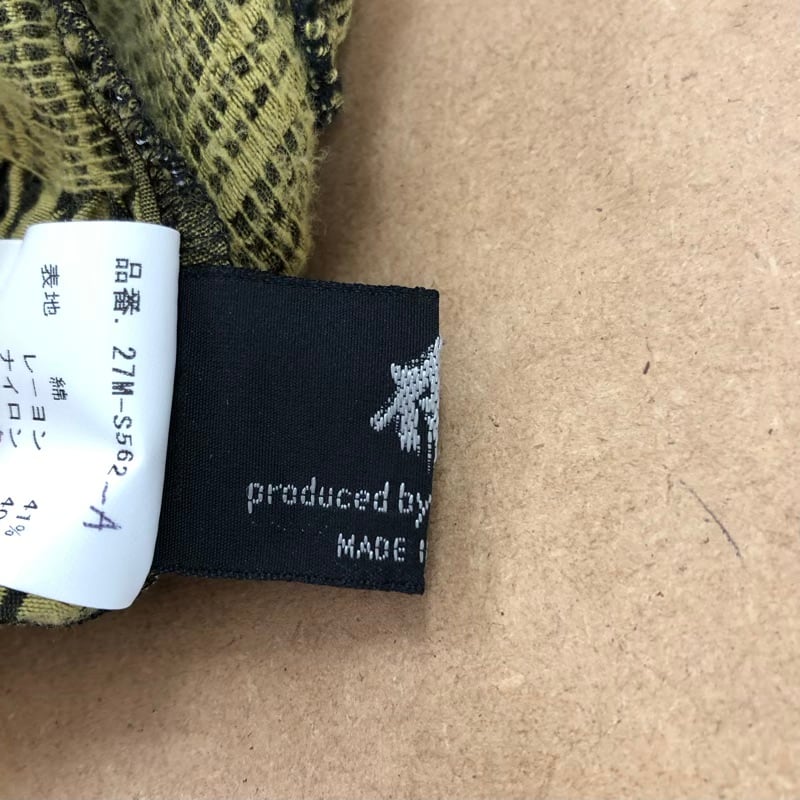 品番. 27M-S562-A
表地
綿
レーヨン 41%
ナイロン 40%
produced by
MADE